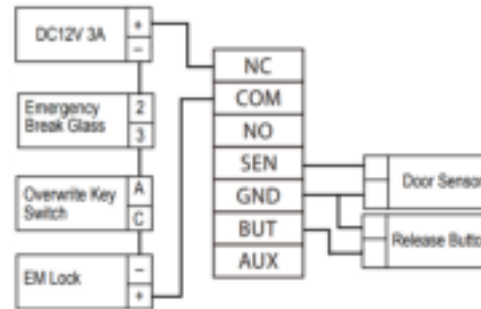 DC12V 3A
+
−
Emergency
Break Glass
2
3
Overwrite Key
Switch
A
C
EM Lock
−
+
NC
COM
NO
SEN
GND
BUT
AUX
Door Sensor
Release Butto